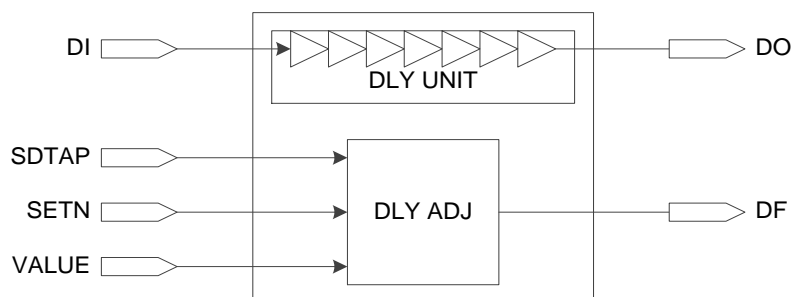 DI
DLY UNIT
DO
SDTAP
SETN
DLY ADJ
DF
VALUE